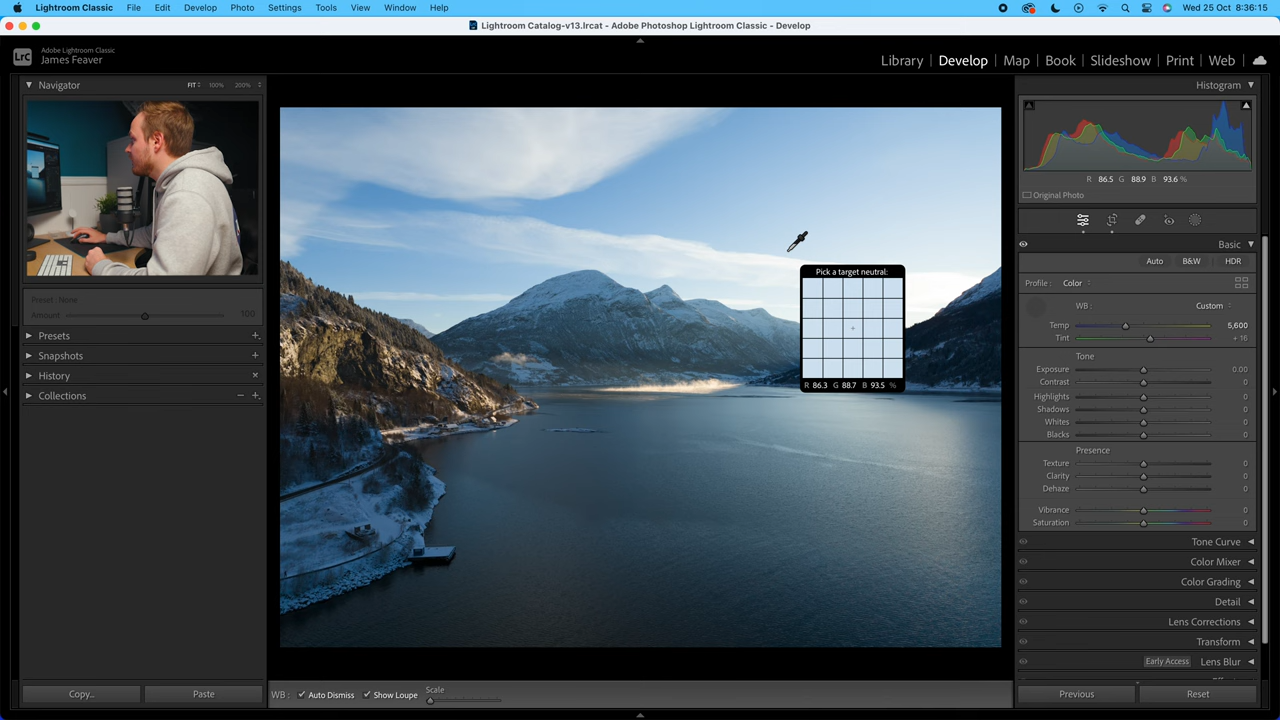 Lightroom Classic File Edit Develop Photo Settings Tools View Window Help Wed 25 Oct 8:36:15
Lightroom Catalog-v13.lrcat - Adobe Photoshop Lightroom Classic - Develop
LrC
Adobe Lightroom Classic
James Feaver
Library | Develop | Map | Book | Slideshow | Print | Web
Navigator FIT 100% 200%
Preset : None
Amount 100
Presets
Snapshots
History
Collections
Copy... Paste
Pick a target neutral:
R 86.3 G 88.7 B 93.5 %
WB : Auto Dismiss Show Loupe Scale
Histogram
R 86.5 G 88.9 B 93.6 %
Original Photo
Basic
Auto B&W HDR
Profile : Color
WB : Custom
Temp 5,600
Tint + 16
Tone
Exposure 0.00
Contrast 0
Highlights 0
Shadows 0
Whites 0
Blacks 0
Presence
Texture 0
Clarity 0
Dehaze 0
Vibrance 0
Saturation 0
Tone Curve
Color Mixer
Color Grading
Detail
Lens Corrections
Transform
Early Access Lens Blur
Previous Reset